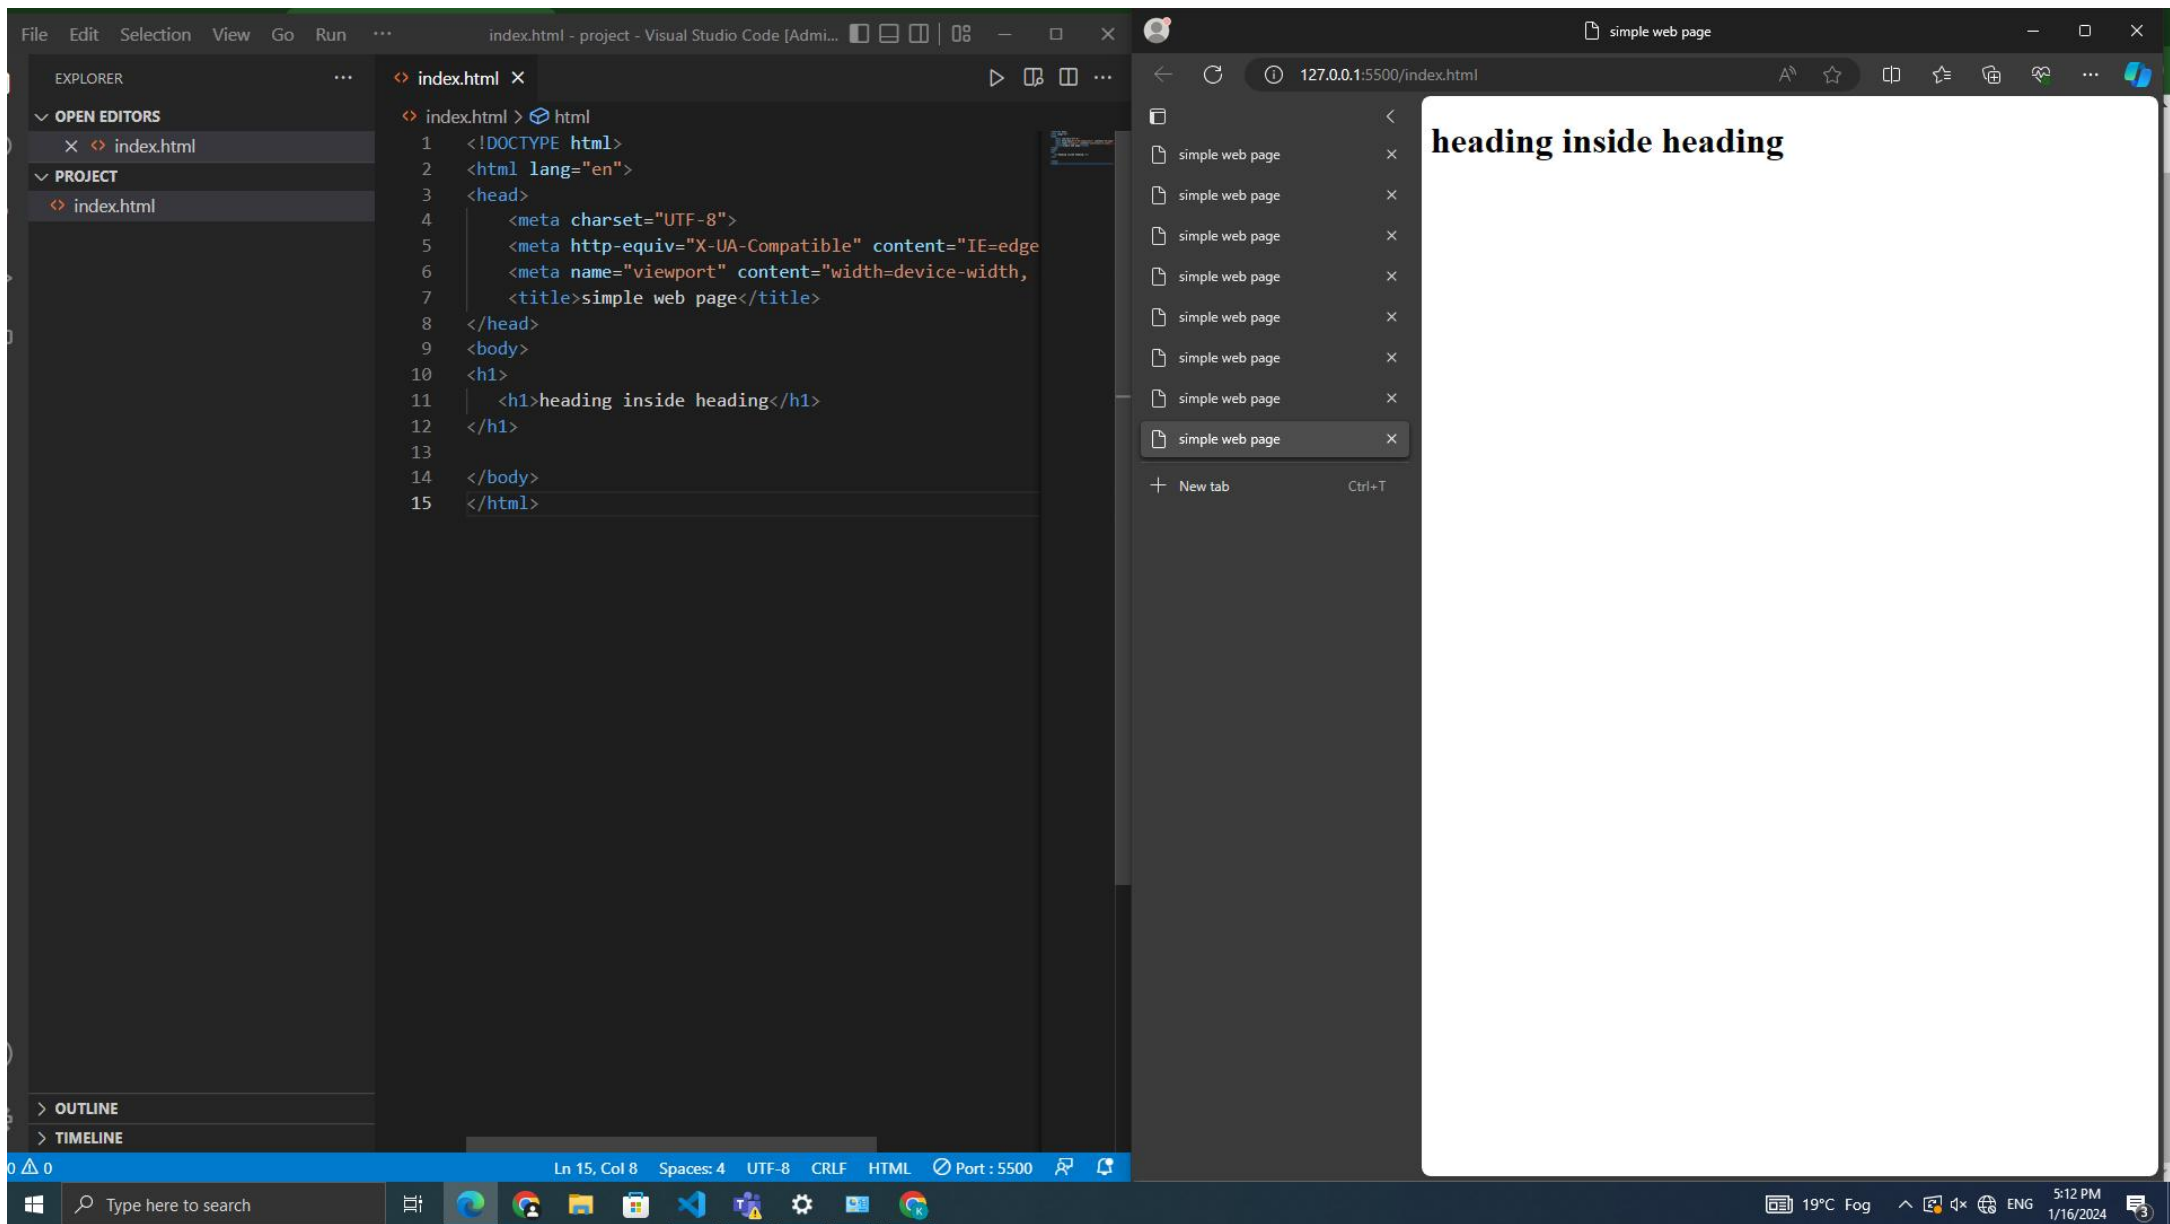 File Edit Selection View Go Run ··· index.html - project - Visual Studio Code [Admi...
EXPLORER ···
OPEN EDITORS
index.html
PROJECT
index.html
OUTLINE
TIMELINE
index.html
index.html > html
1 <!DOCTYPE html>
2 <html lang="en">
3 <head>
4 <meta charset="UTF-8">
5 <meta http-equiv="X-UA-Compatible" content="IE=edge
6 <meta name="viewport" content="width=device-width,
7 <title>simple web page</title>
8 </head>
9 <body>
10 <h1>
11 <h1>heading inside heading</h1>
12 </h1>
13
14 </body>
15 </html>
0 0 Ln 15, Col 8 Spaces: 4 UTF-8 CRLF HTML Port : 5500
simple web page
127.0.0.1:5500/index.html
simple web page
simple web page
simple web page
simple web page
simple web page
simple web page
simple web page
simple web page
New tab Ctrl+T
heading inside heading
Type here to search
19°C Fog ENG 5:12 PM
1/16/2024 3